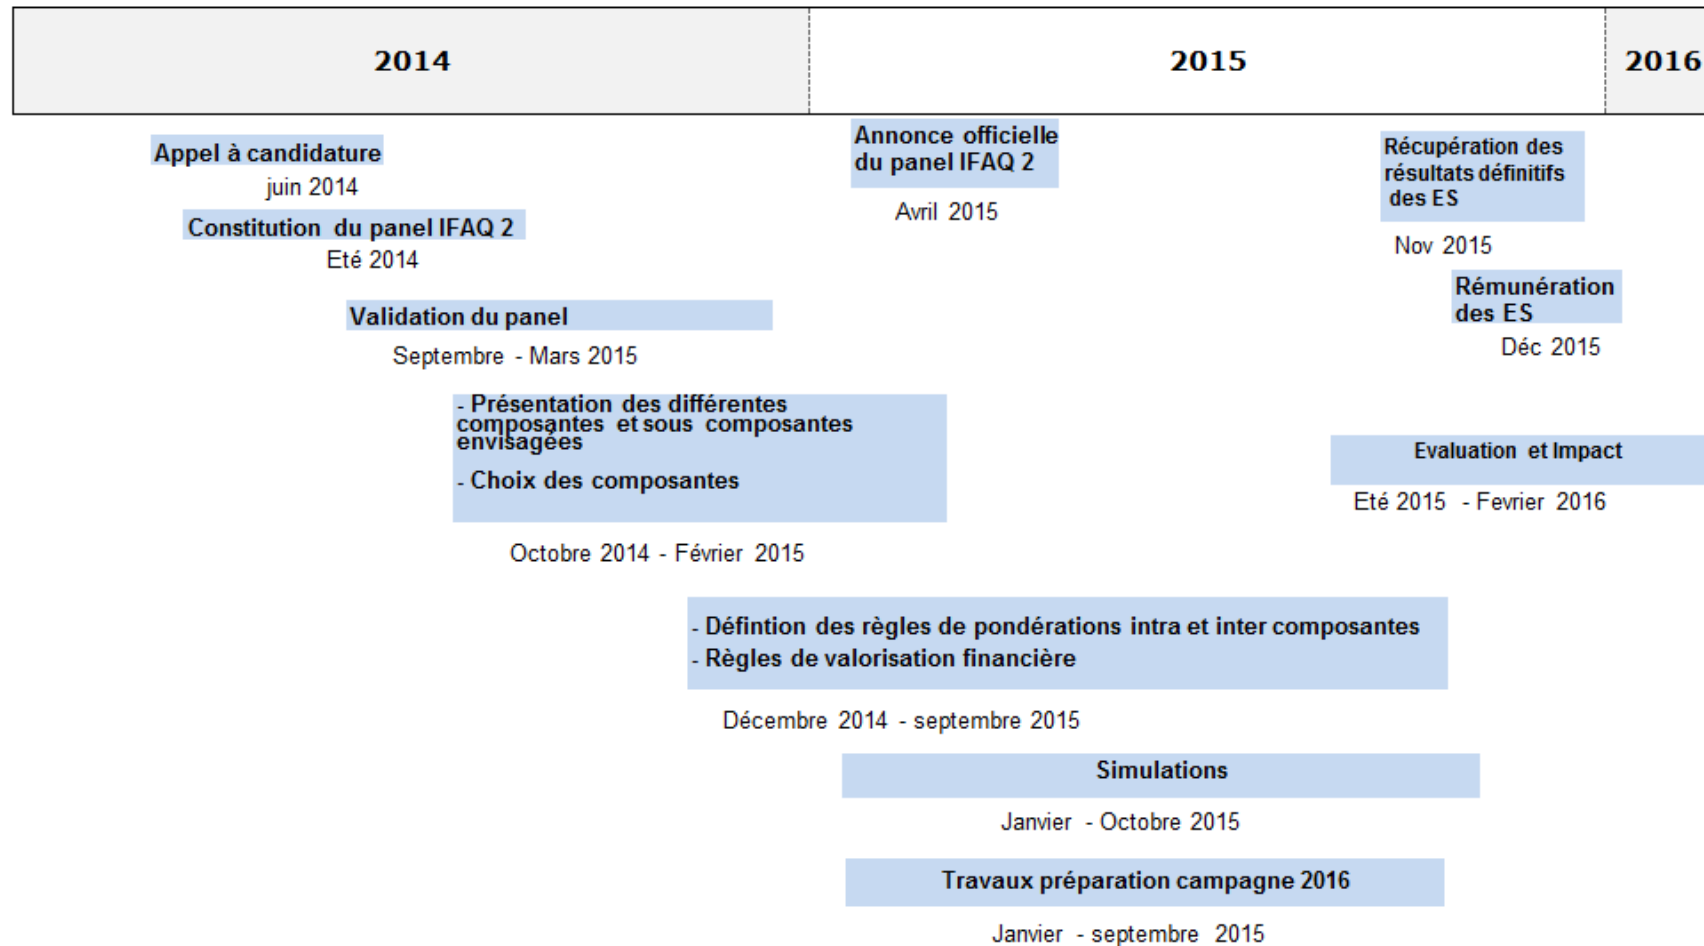 2014
2015
2016
Appel à candidature
juin 2014
Constitution du panel IFAQ 2
Eté 2014
Validation du panel
Septembre - Mars 2015
- Présentation des différentes
composantes et sous composantes
envisagées
- Choix des composantes
Octobre 2014 - Février 2015
- Défintion des règles de pondérations intra et inter composantes
- Règles de valorisation financière
Décembre 2014 - septembre 2015
Simulations
Janvier - Octobre 2015
Travaux préparation campagne 2016
Janvier - septembre 2015
Annonce officielle
du panel IFAQ 2
Avril 2015
Récupération des
résultats définitifs
des ES
Nov 2015
Rémunération
des ES
Déc 2015
Evaluation et Impact
Eté 2015 - Fevrier 2016